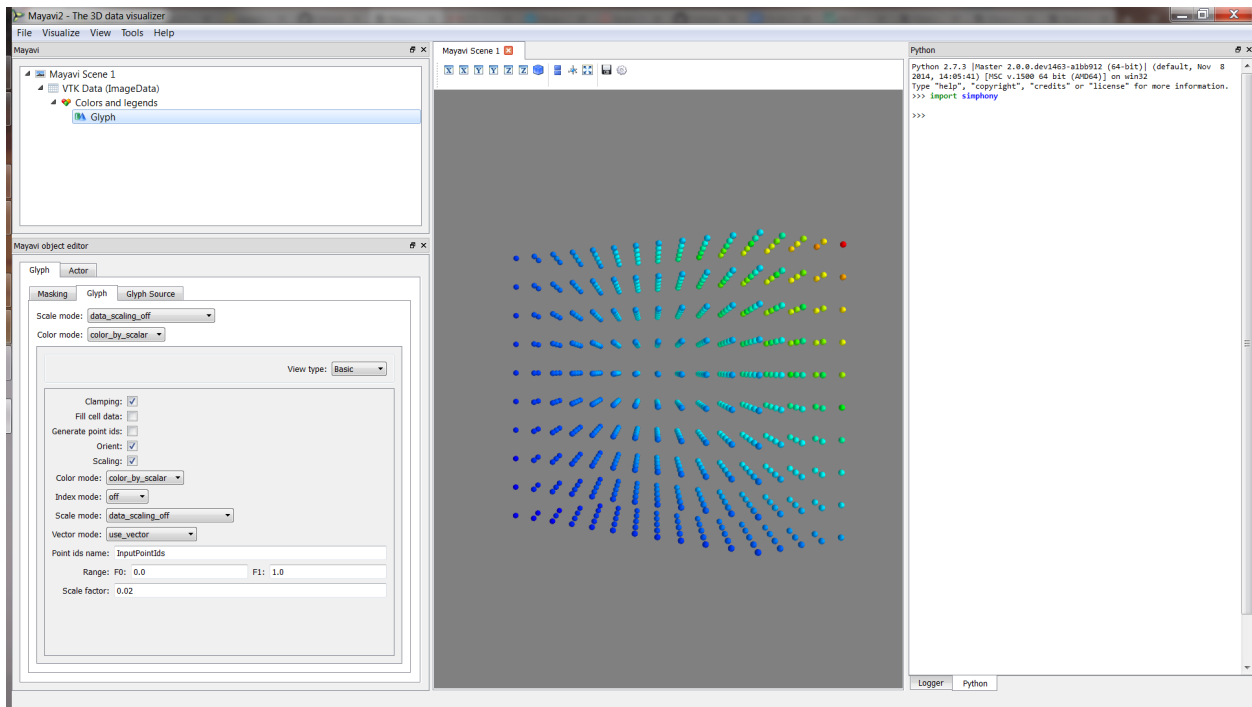 Mayavi2 - The 3D data visualizer
File Visualize View Tools Help
Mayavi
Mayavi Scene 1
VTK Data (ImageData)
Colors and legends
Glyph
Mayavi object editor
Glyph Actor
Masking Glyph Glyph Source
Scale mode: data_scaling_off
Color mode: color_by_scalar
View type: Basic
Clamping:
Fill cell data:
Generate point ids:
Orient:
Scaling:
Color mode: color_by_scalar
Index mode: off
Scale mode: data_scaling_off
Vector mode: use_vector
Point ids name: InputPointIds
Range: F0: 0.0 F1: 1.0
Scale factor: 0.02
Mayavi Scene 1
X X Y Y Z Z
Python
Python 2.7.3 |Master 2.0.0.dev1463-a1bb912 (64-bit)| (default, Nov 8
2014, 14:05:41) [MSC v.1500 64 bit (AMD64)] on win32
Type "help", "copyright", "credits" or "license" for more information.
>>> import simphony
>>>
Logger Python